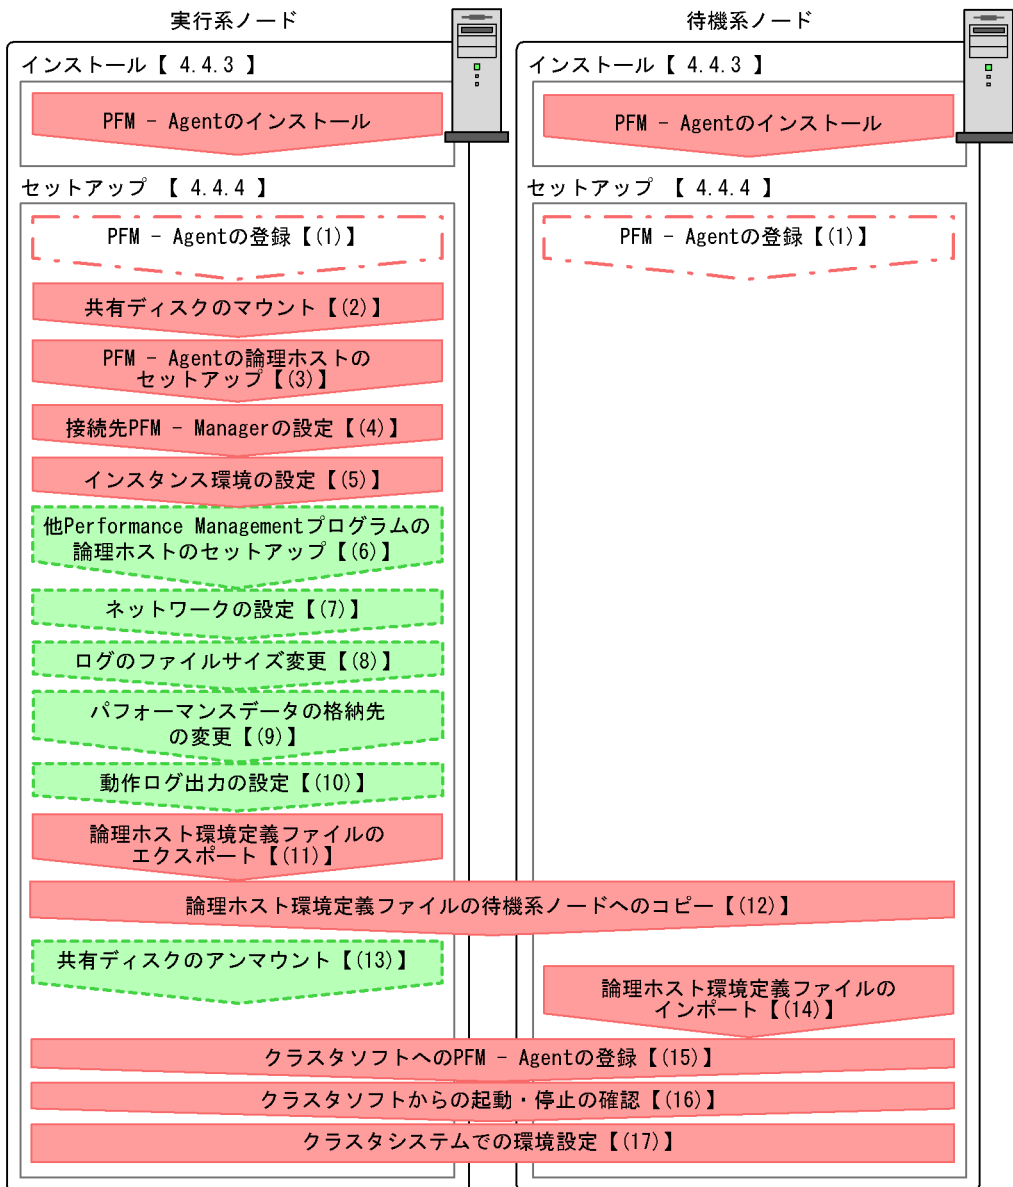 実行系ノード
待機系ノード
インストール【 4.4.3 】
インストール【 4.4.3 】
PFM － Agentのインストール
PFM － Agentのインストール
セットアップ 【 4.4.4 】
セットアップ 【 4.4.4 】
PFM － Agentの登録【(1)】
PFM － Agentの登録【(1)】
共有ディスクのマウント【(2)】
PFM － Agentの論理ホストの
セットアップ【(3)】
接続先PFM － Managerの設定【(4)】
インスタンス環境の設定【(5)】
他Performance Managementプログラムの
論理ホストのセットアップ【(6)】
ネットワークの設定【(7)】
ログのファイルサイズ変更【(8)】
パフォーマンスデータの格納先
の変更【(9)】
動作ログ出力の設定【(10)】
論理ホスト環境定義ファイルの
エクスポート【(11)】
論理ホスト環境定義ファイルの待機系ノードへのコピー【(12)】
共有ディスクのアンマウント【(13)】
論理ホスト環境定義ファイルの
インポート【(14)】
クラスタソフトへのPFM － Agentの登録【(15)】
クラスタソフトからの起動・停止の確認【(16)】
クラスタシステムでの環境設定【(17)】